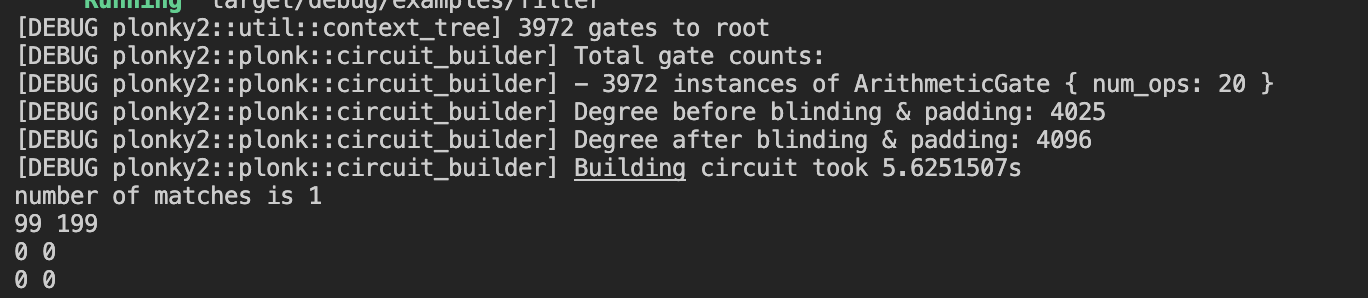 Running `target/debug/examples/filter`
[DEBUG plonky2::util::context_tree] 3972 gates to root
[DEBUG plonky2::plonk::circuit_builder] Total gate counts:
[DEBUG plonky2::plonk::circuit_builder] - 3972 instances of ArithmeticGate { num_ops: 20 }
[DEBUG plonky2::plonk::circuit_builder] Degree before blinding & padding: 4025
[DEBUG plonky2::plonk::circuit_builder] Degree after blinding & padding: 4096
[DEBUG plonky2::plonk::circuit_builder] Building circuit took 5.6251507s
number of matches is 1
99 199
0 0
0 0